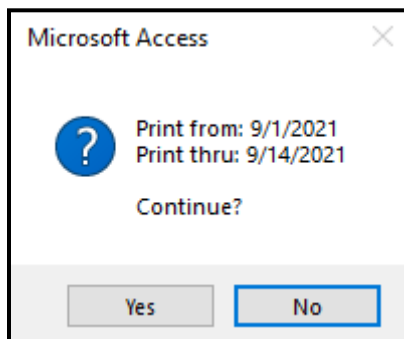 Microsoft Access
Print from: 9/1/2021
Print thru: 9/14/2021
Continue?
Yes
No